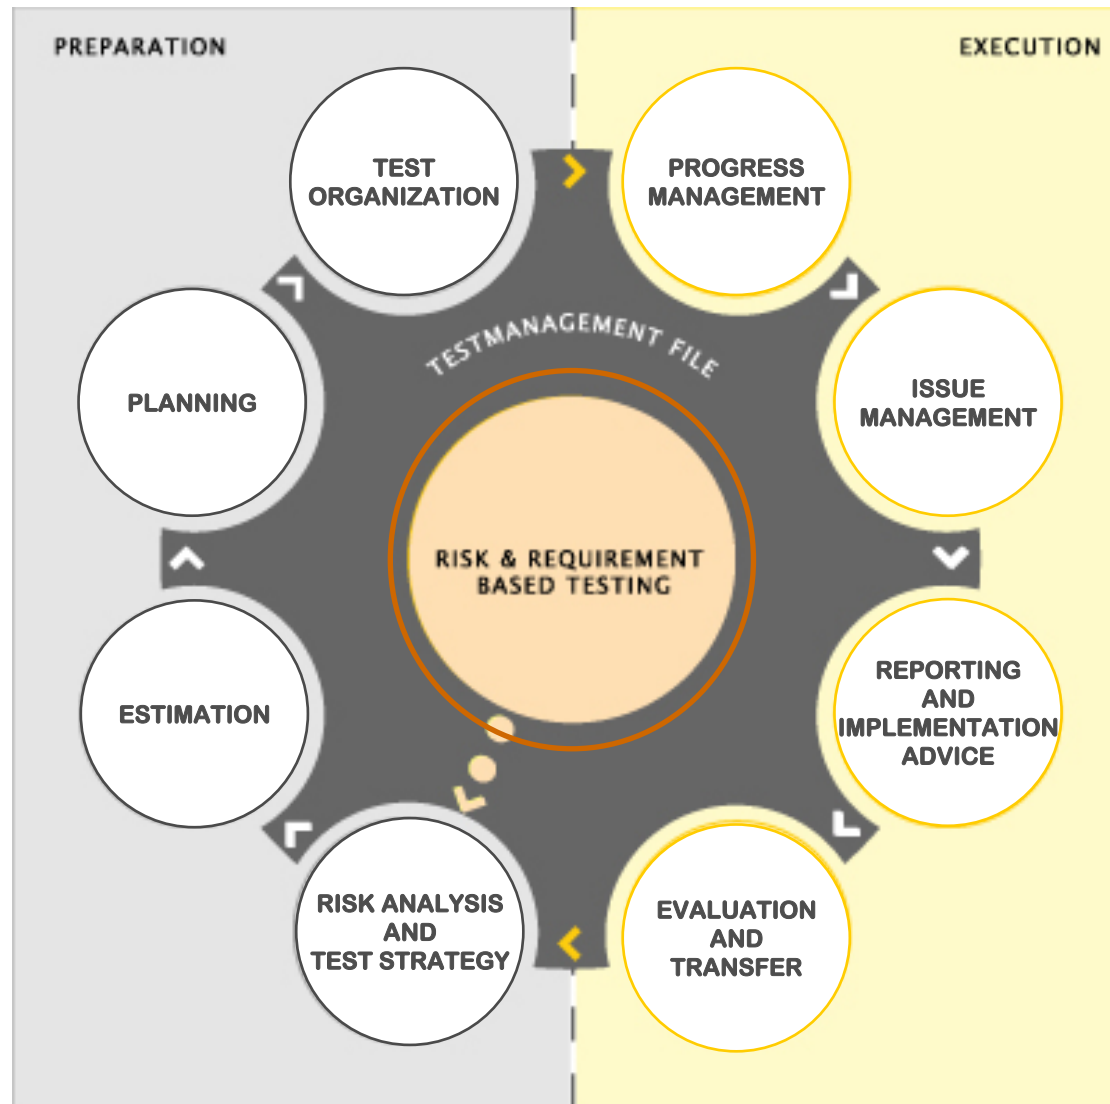 PREPARATION
EXECUTION
TEST
ORGANIZATION
PROGRESS
MANAGEMENT
TESTMANAGEMENT FILE
PLANNING
ISSUE
MANAGEMENT
RISK & REQUIREMENT
BASED TESTING
ESTIMATION
REPORTING
AND
IMPLEMENTATION
ADVICE
RISK ANALYSIS
AND
TEST STRATEGY
EVALUATION
AND
TRANSFER